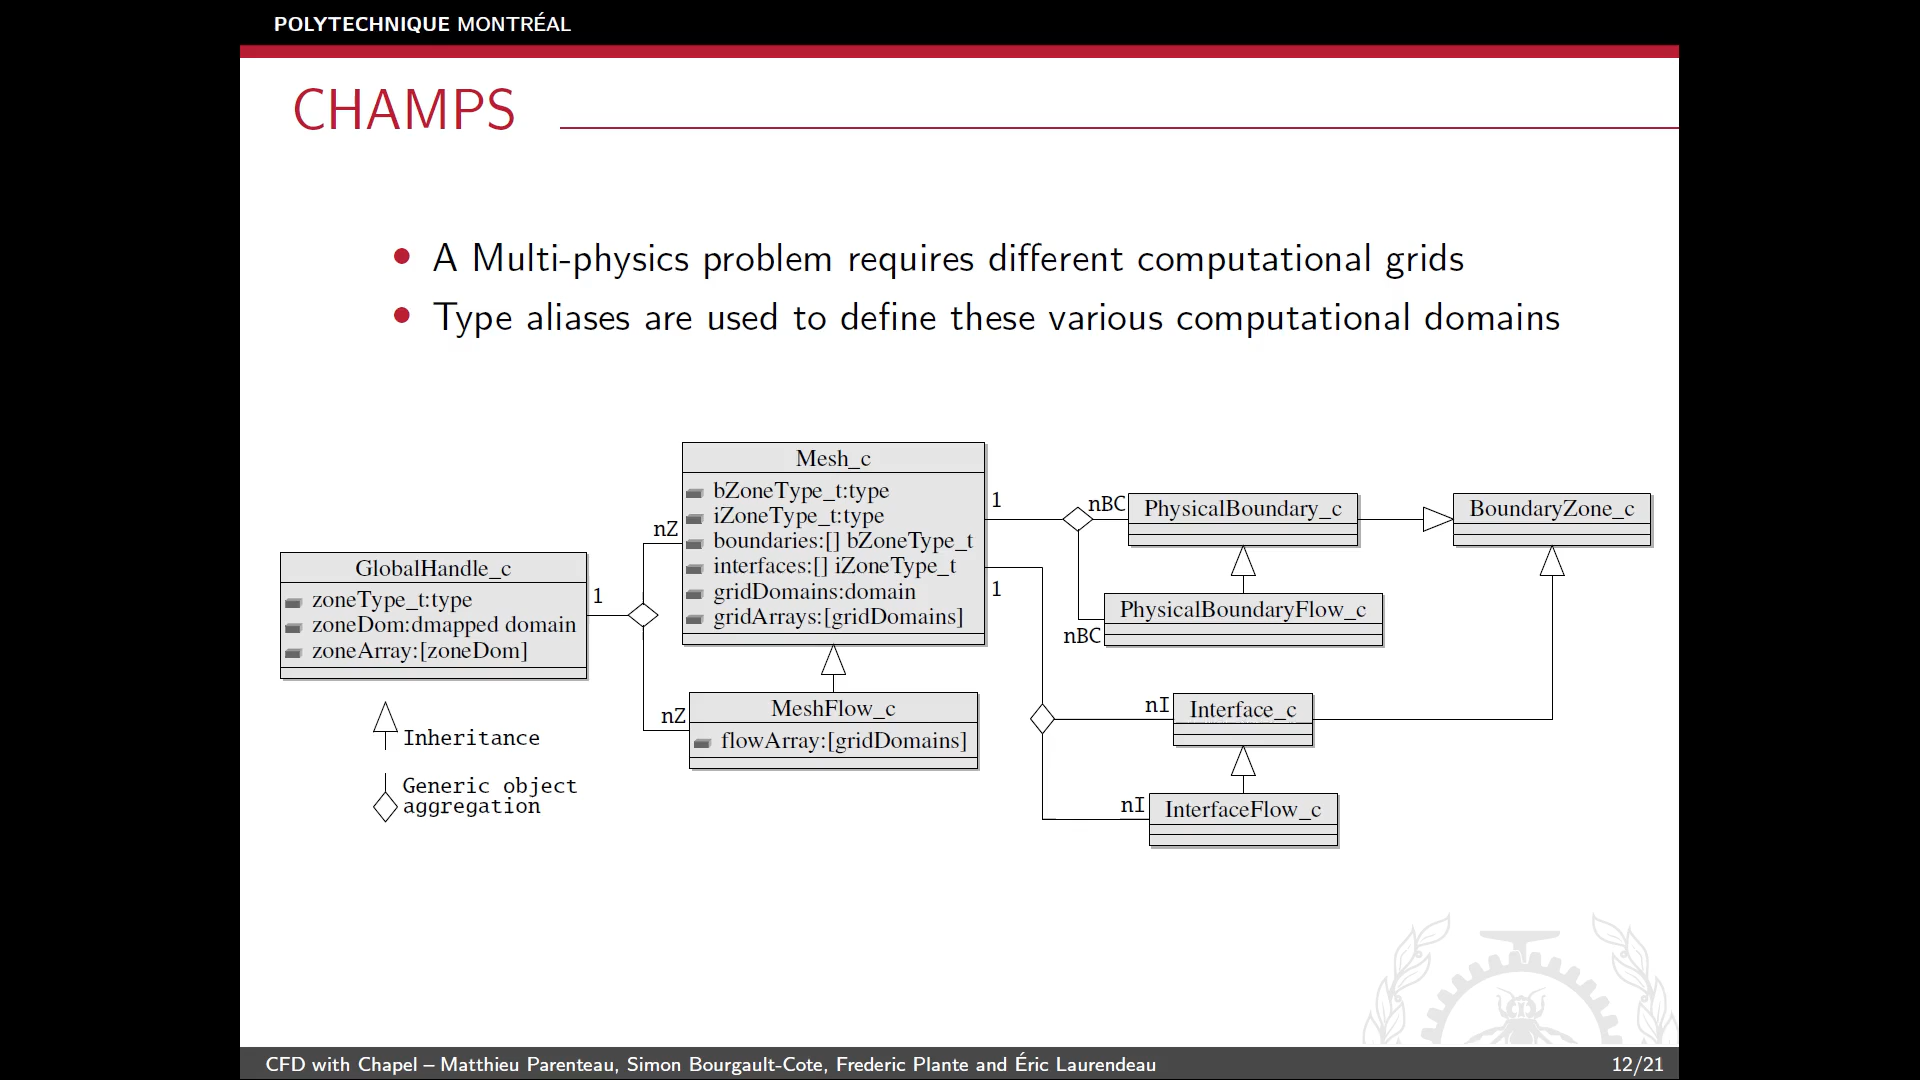 POLYTECHNIQUE MONTRÉAL
CHAMPS
A Multi-physics problem requires different computational grids
Type aliases are used to define these various computational domains
GlobalHandle_c
zoneType_t:type
zoneDom:dmapped domain
zoneArray:[zoneDom]
1
nZ
nZ
Mesh_c
bZoneType_t:type
iZoneType_t:type
boundaries:[] bZoneType_t
interfaces:[] iZoneType_t
gridDomains:domain
gridArrays:[gridDomains]
MeshFlow_c
flowArray:[gridDomains]
1
1
nBC
nBC
PhysicalBoundary_c
PhysicalBoundaryFlow_c
BoundaryZone_c
nI
Interface_c
nI
InterfaceFlow_c
Inheritance
Generic object
aggregation
CFD with Chapel – Matthieu Parenteau, Simon Bourgault-Cote, Frederic Plante and Éric Laurendeau
12/21